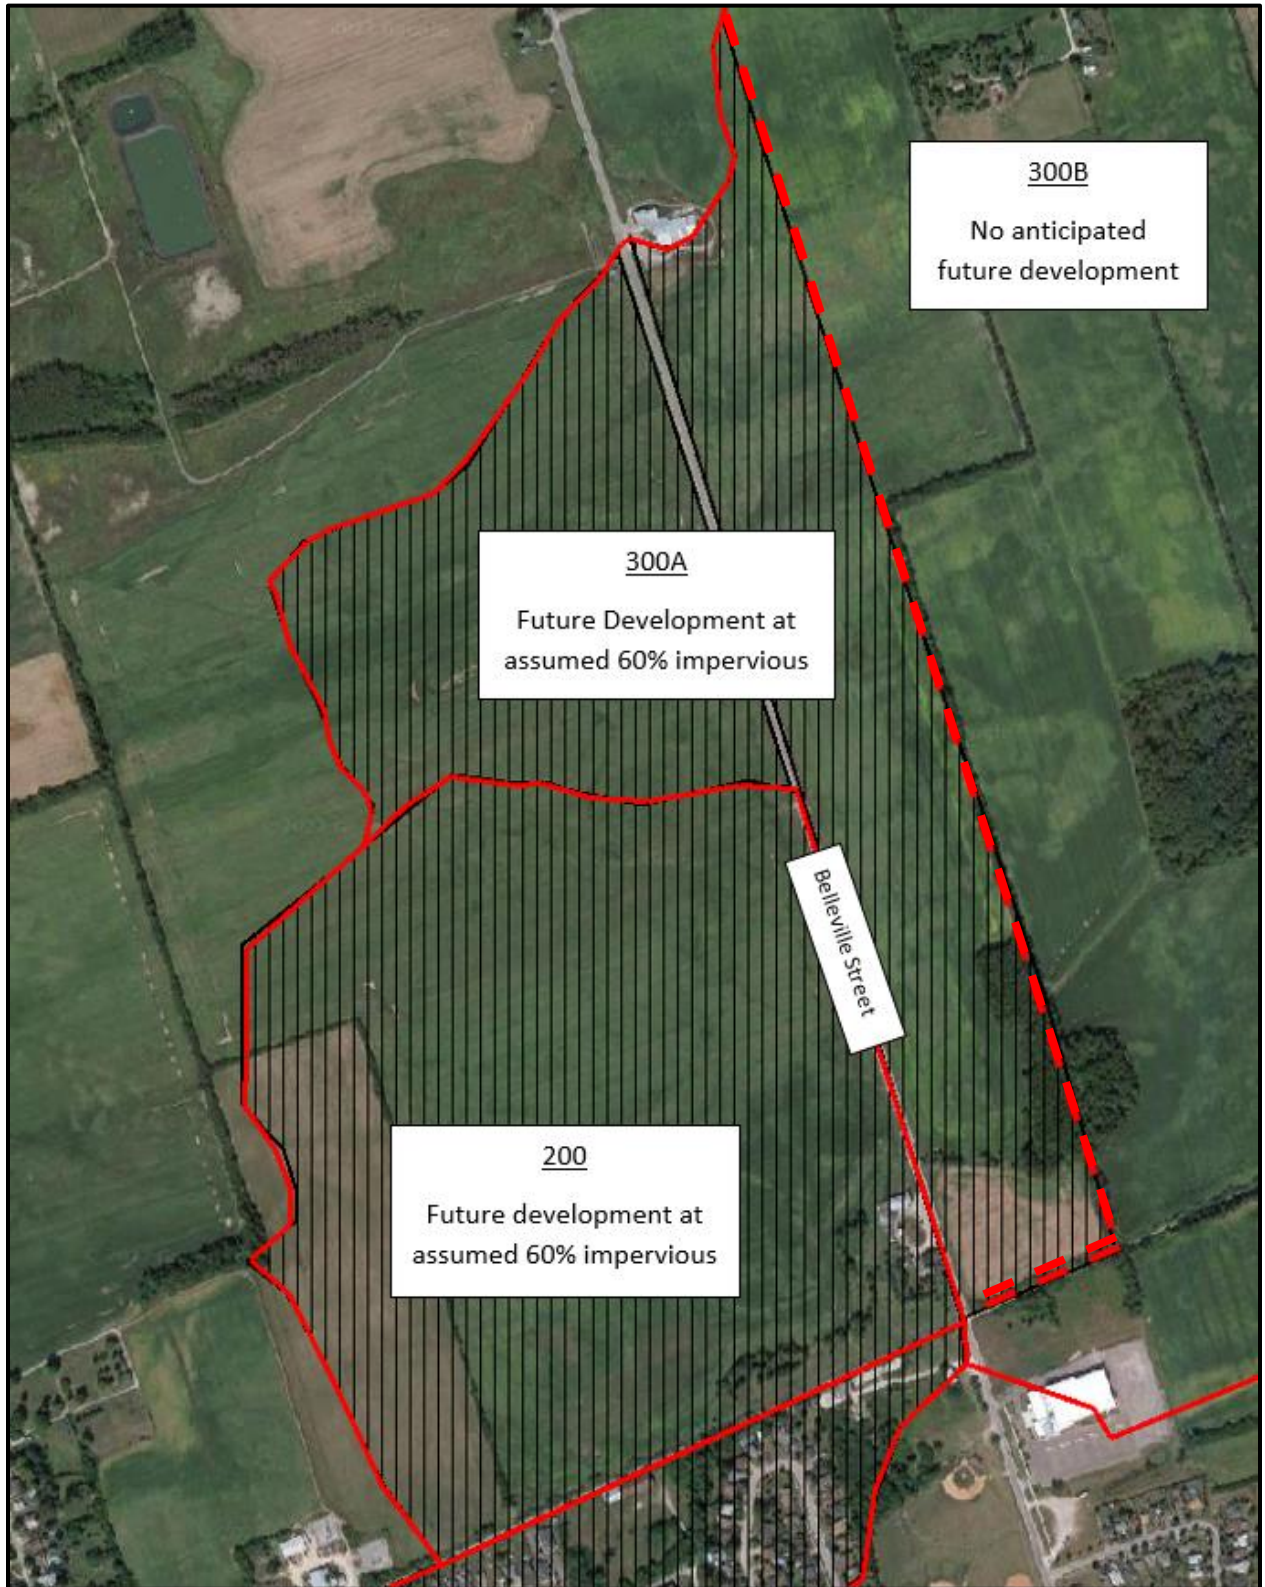 300B
No anticipated
future development
300A
Future Development at
assumed 60% impervious
Belleville Street
200
Future development at
assumed 60% impervious